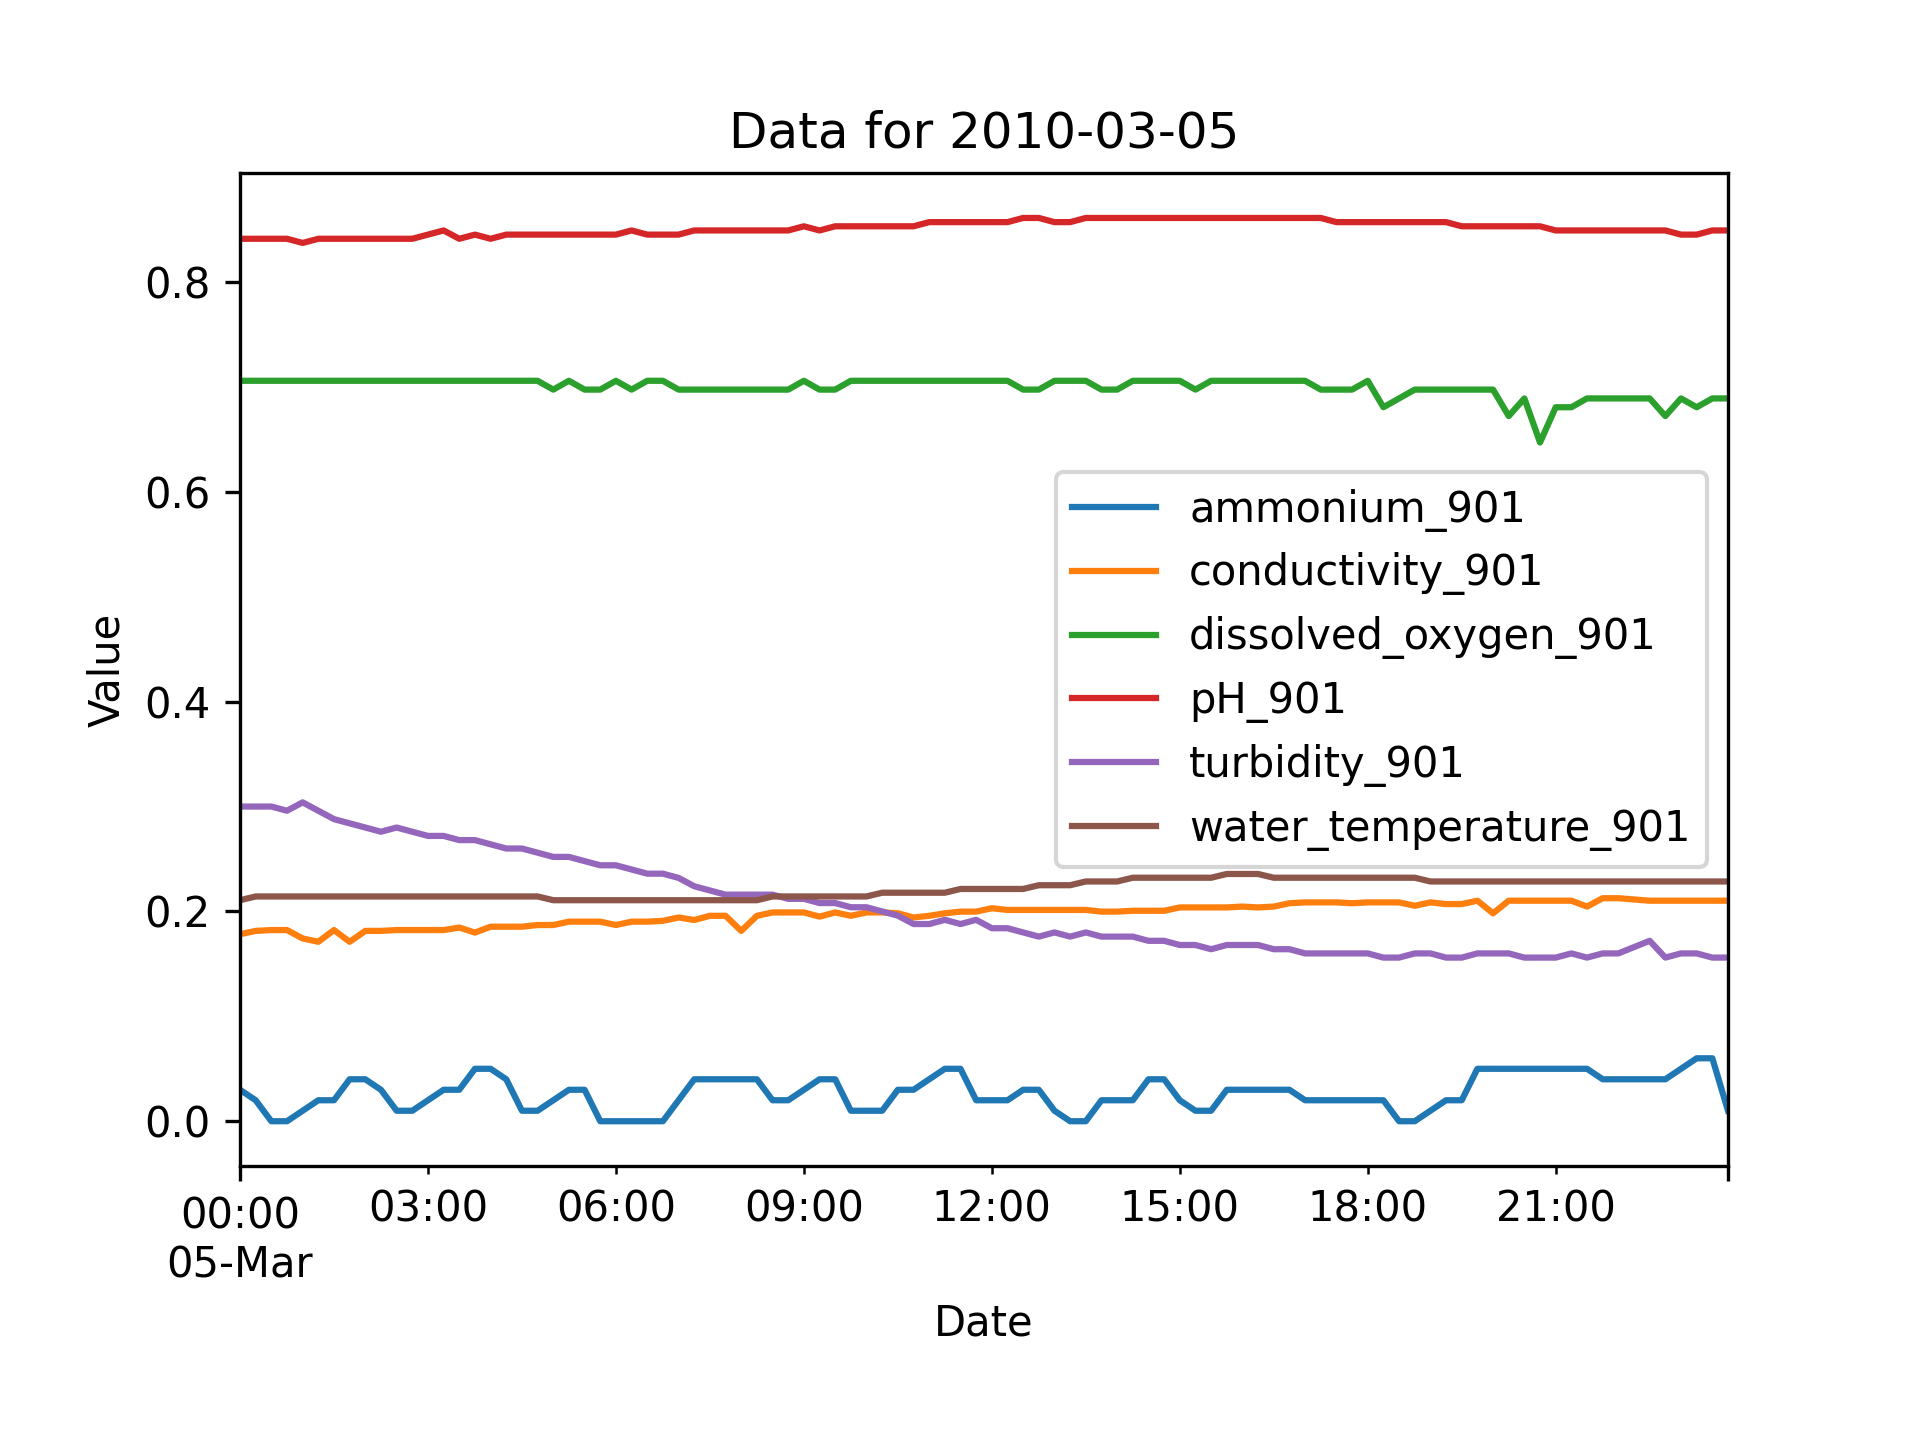 Data for 2010-03-05
Value
0.8
0.6
0.4
0.2
0.0
ammonium_901
conductivity_901
dissolved_oxygen_901
pH_901
turbidity_901
water_temperature_901
00:00 03:00 06:00 09:00 12:00 15:00 18:00 21:00
05-Mar
Date